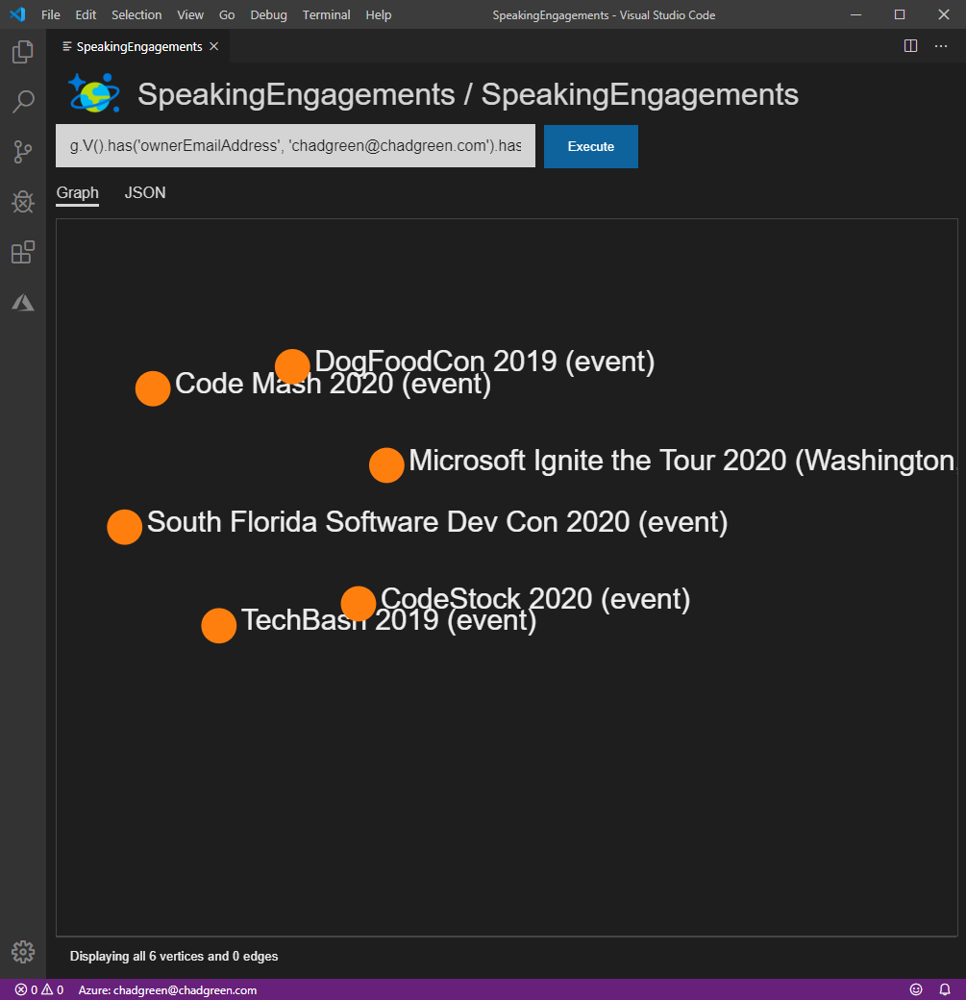 File Edit Selection View Go Debug Terminal Help SpeakingEngagements - Visual Studio Code
SpeakingEngagements
SpeakingEngagements / SpeakingEngagements
g.V().has('ownerEmailAddress', 'chadgreen@chadgreen.com').has
Execute
Graph JSON
DogFoodCon 2019 (event)
Code Mash 2020 (event)
Microsoft Ignite the Tour 2020 (Washington,
South Florida Software Dev Con 2020 (event)
CodeStock 2020 (event)
TechBash 2019 (event)
Displaying all 6 vertices and 0 edges
0 0 Azure: chadgreen@chadgreen.com